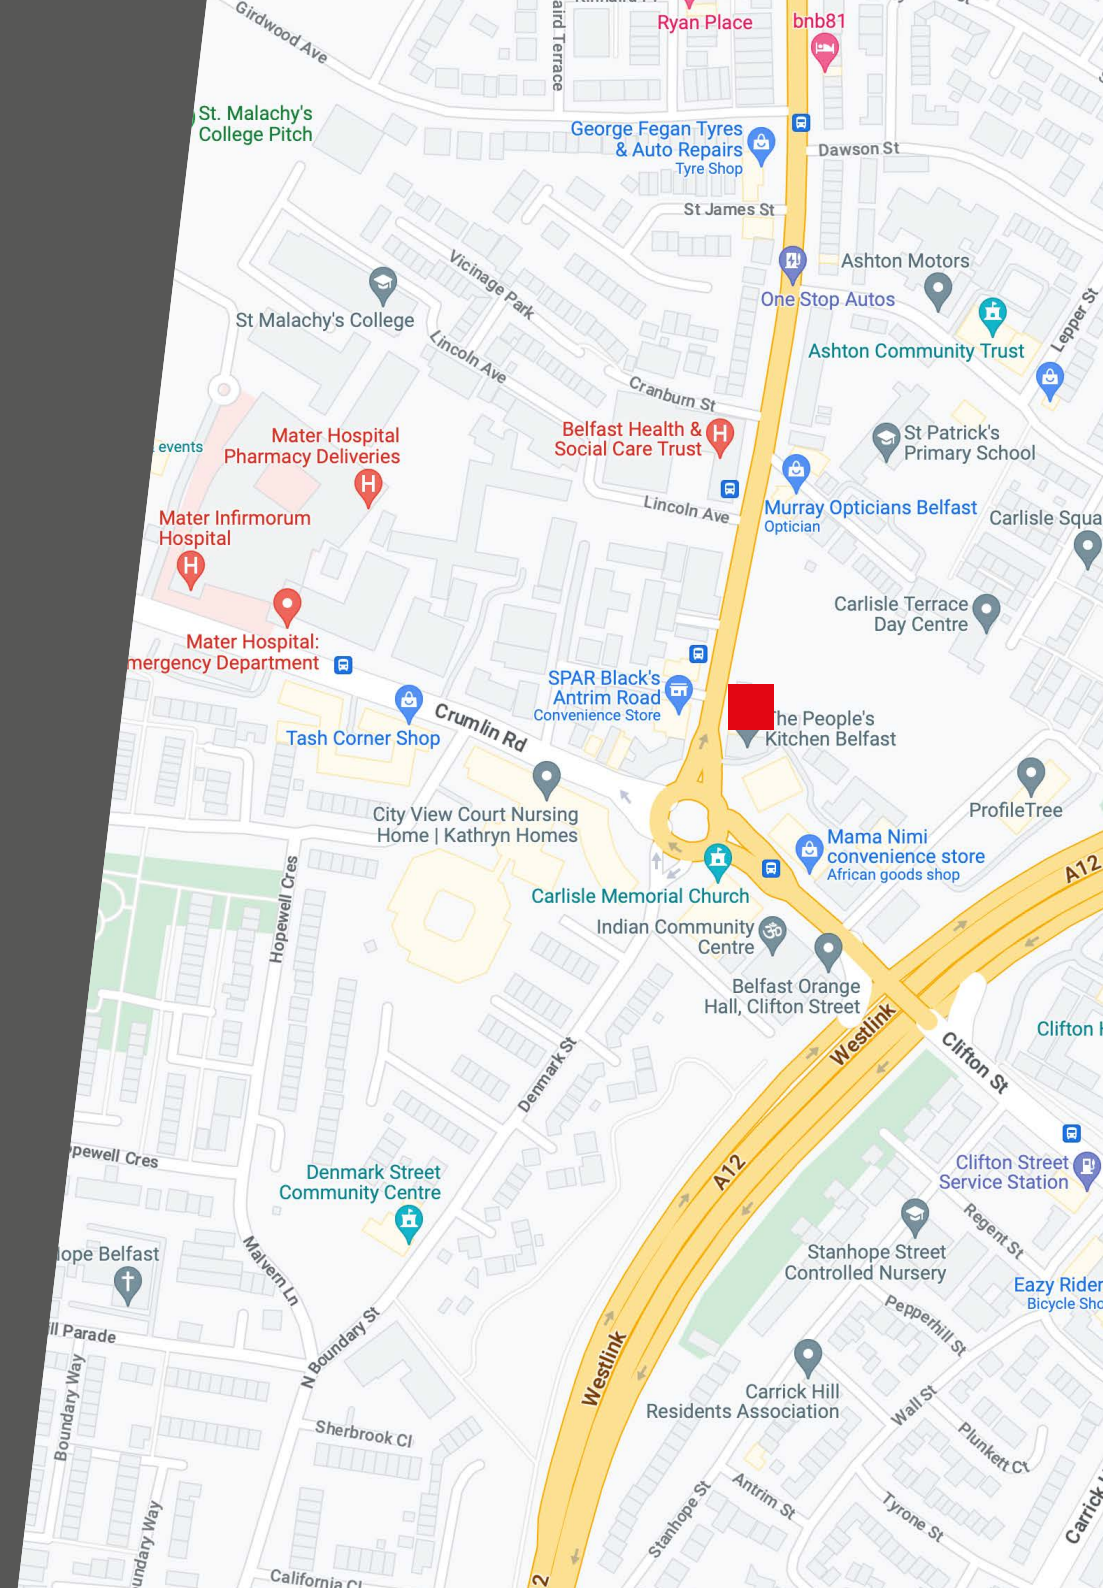 Girdwood Ave
aird Terrace
Ryan Place
bnb81
St. Malachy's
College Pitch
George Fegan Tyres
& Auto Repairs
Tyre Shop
Dawson St
St James St
Vicinage Park
Ashton Motors
One Stop Autos
St Malachy's College
Lincoln Ave
Ashton Community Trust
Lepper St
Cranburn St
events
Mater Hospital
Pharmacy Deliveries
Belfast Health &
Social Care Trust
St Patrick's
Primary School
Mater Infirmorum
Hospital
Lincoln Ave
Murray Opticians Belfast
Optician
Carlisle Squa
Carlisle Terrace
Day Centre
Mater Hospital:
mergency Department
SPAR Black's
Antrim Road
Convenience Store
Crumlin Rd
Tash Corner Shop
The People's
Kitchen Belfast
City View Court Nursing
Home | Kathryn Homes
ProfileTree
Mama Nimi
convenience store
African goods shop
A12
Carlisle Memorial Church
Hopewell Cres
Indian Community
Centre
Belfast Orange
Hall, Clifton Street
Westlink
Clifton H
Clifton St
Denmark St
opewell Cres
A12
Clifton Street
Service Station
Denmark Street
Community Centre
Regent St
Stanhope Street
Controlled Nursery
lope Belfast
Malvern Ln
Eazy Rider
Bicycle Sho
Pepperhill St
ill Parade
N Boundary St
Westlink
Boundary Way
Carrick Hill
Residents Association
Wall St
Sherbrook Cl
Plunkett Ct
Stanhope St
Antrim St
Tyrone St
Carrick
undary Way
California Cl
2